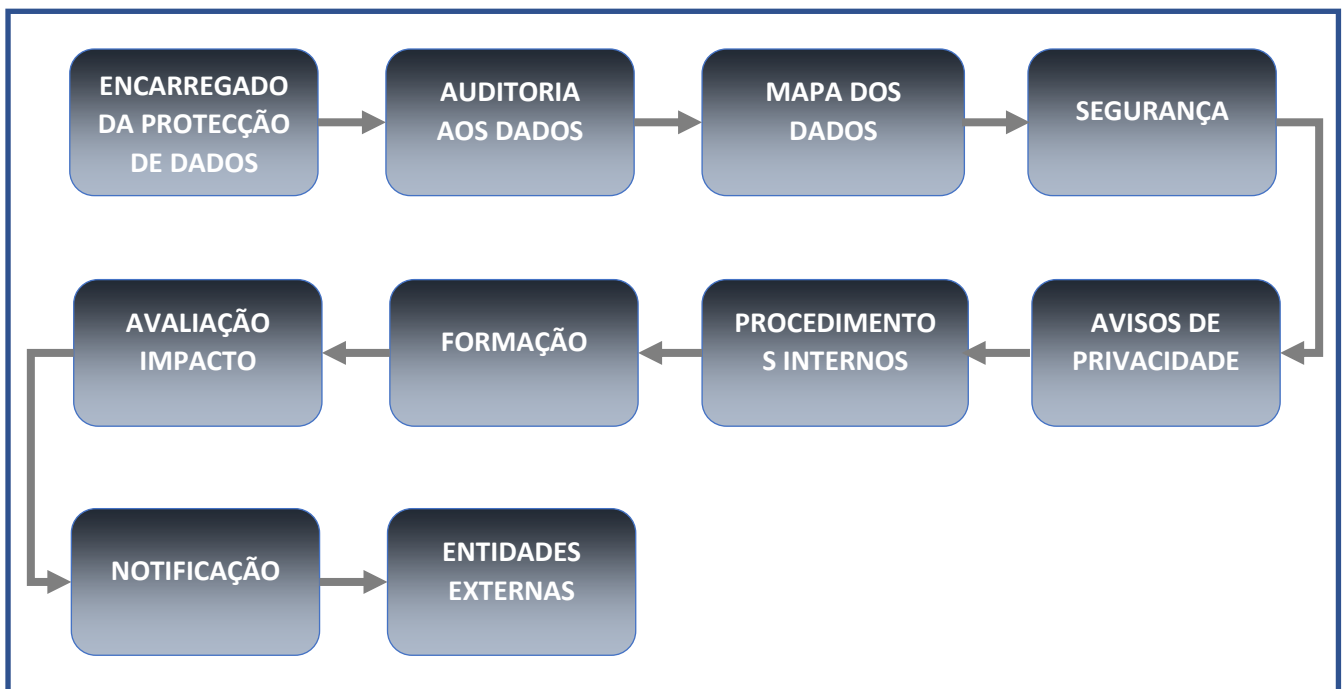 ENCARREGADO
DA PROTECÇÃO
DE DADOS
AUDITORIA
AOS DADOS
MAPA DOS
DADOS
SEGURANÇA
AVISOS DE
PRIVACIDADE
PROCEDIMENTO
S INTERNOS
FORMAÇÃO
AVALIAÇÃO
IMPACTO
NOTIFICAÇÃO
ENTIDADES
EXTERNAS